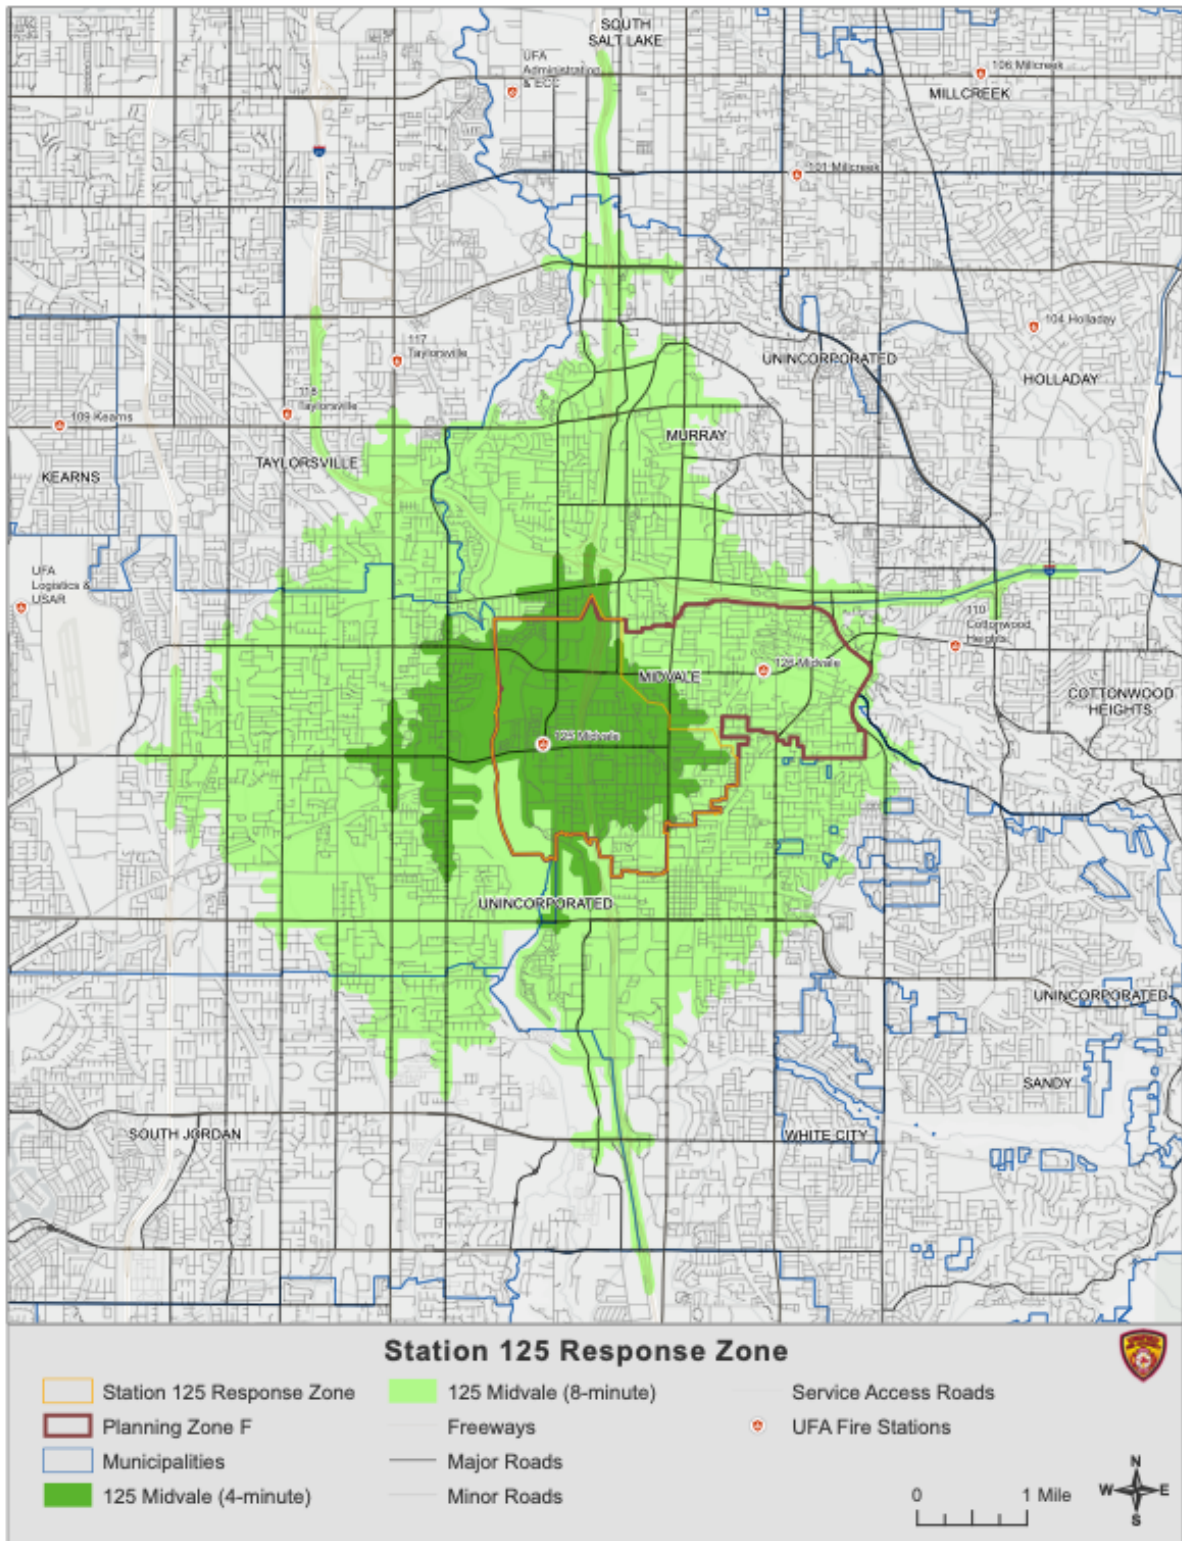 SOUTH
SALT LAKE
UFA
Administration
& ECC
106 Millcreek
MILLCREEK
101 Millcreek
104 Holladay
117
Taylorsville
UNINCORPORATED
HOLLADAY
118
Taylorsville
109 Kearns
MURRAY
TAYLORSVILLE
KEARNS
UFA
Logistics &
USAR
110
Cottonwood
Heights
126 Midvale
MIDVALE
COTTONWOOD
HEIGHTS
125 Midvale
UNINCORPORATED
UNINCORPORATED
SANDY
SOUTH JORDAN
WHITE CITY
Station 125 Response Zone
Station 125 Response Zone
125 Midvale (8-minute)
Service Access Roads
Planning Zone F
Freeways
UFA Fire Stations
Municipalities
Major Roads
125 Midvale (4-minute)
Minor Roads
0 1 Mile
N
W E
S